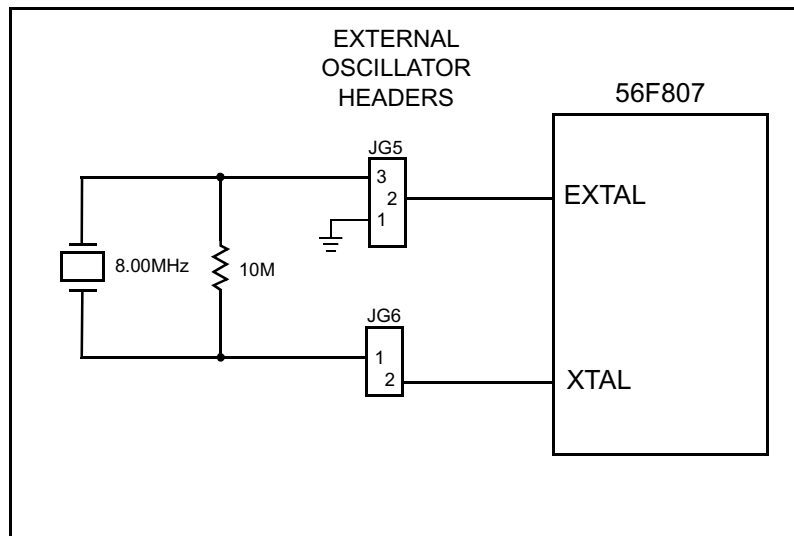 EXTERNAL
OSCILLATOR
HEADERS
56F807
JG5
3
2
1
EXTAL
8.00MHz
10M
JG6
1
2
XTAL